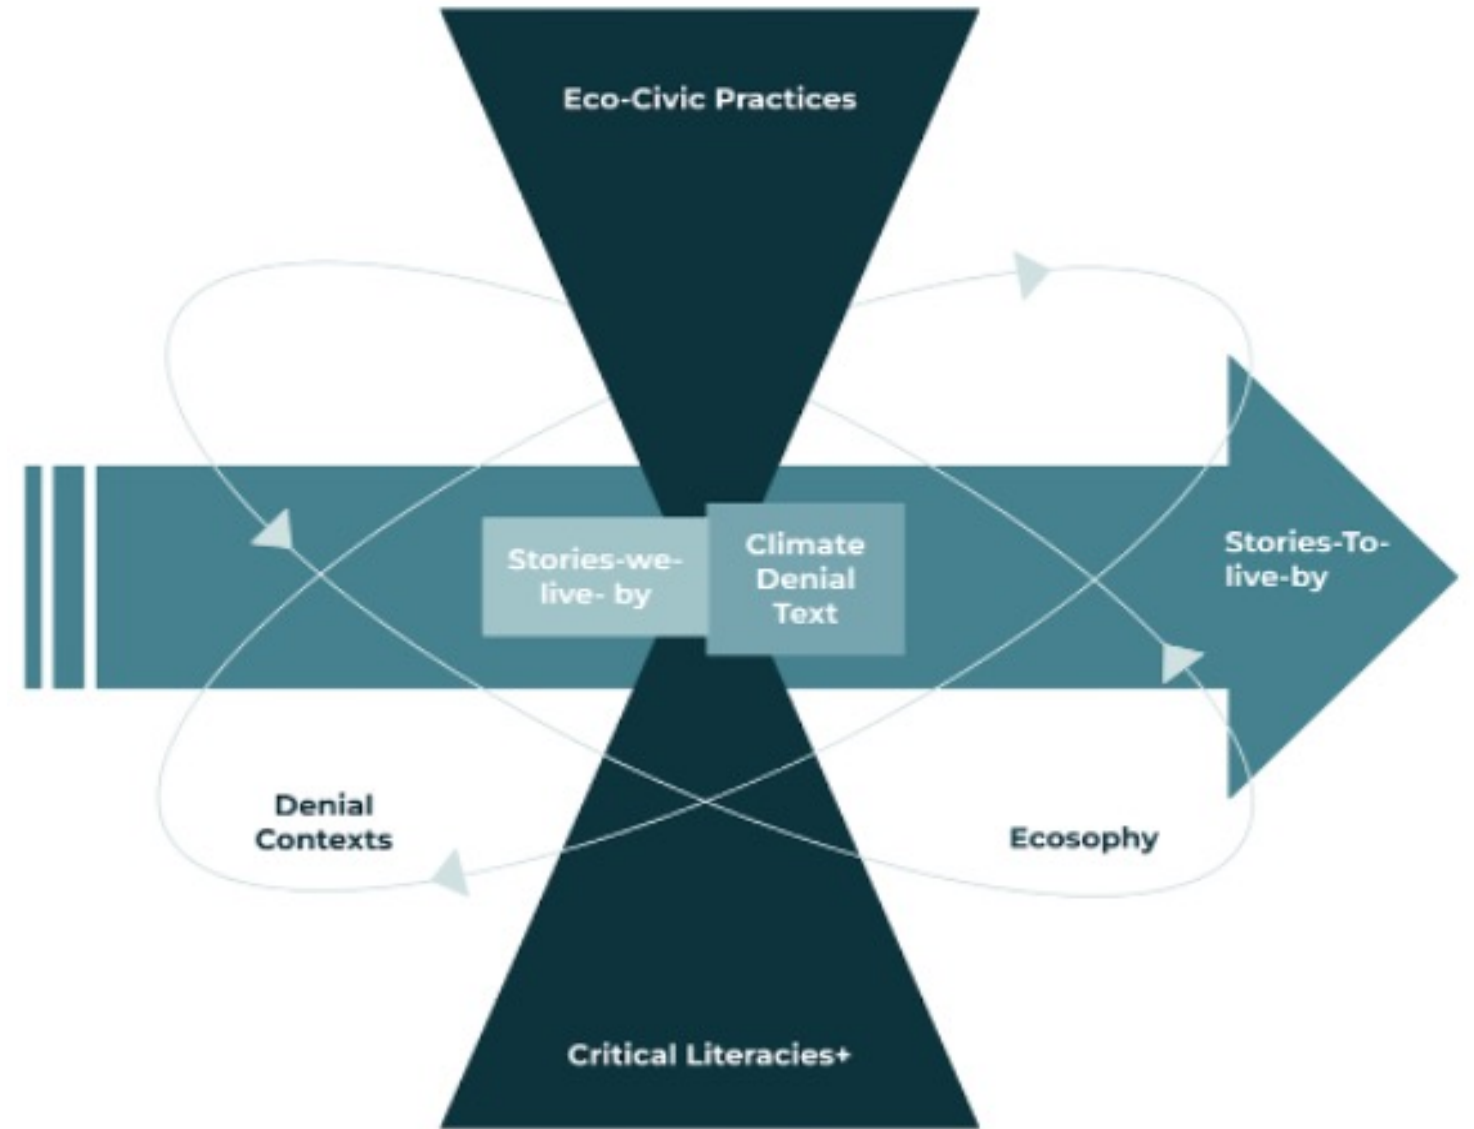 Eco-Civic Practices
Stories-we-
live- by
Climate
Denial
Text
Stories-To-
live-by
Denial
Contexts
Ecosophy
Critical Literacies+